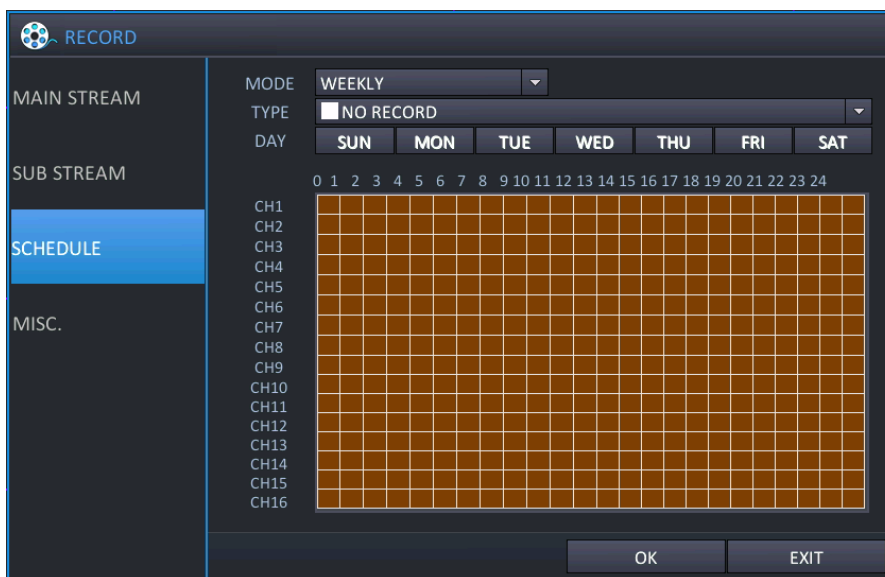 RECORD
MAIN STREAM
SUB STREAM
SCHEDULE
MISC.
MODE WEEKLY
TYPE NO RECORD
DAY SUN MON TUE WED THU FRI SAT
0 1 2 3 4 5 6 7 8 9 10 11 12 13 14 15 16 17 18 19 20 21 22 23 24
CH1
CH2
CH3
CH4
CH5
CH6
CH7
CH8
CH9
CH10
CH11
CH12
CH13
CH14
CH15
CH16
OK EXIT